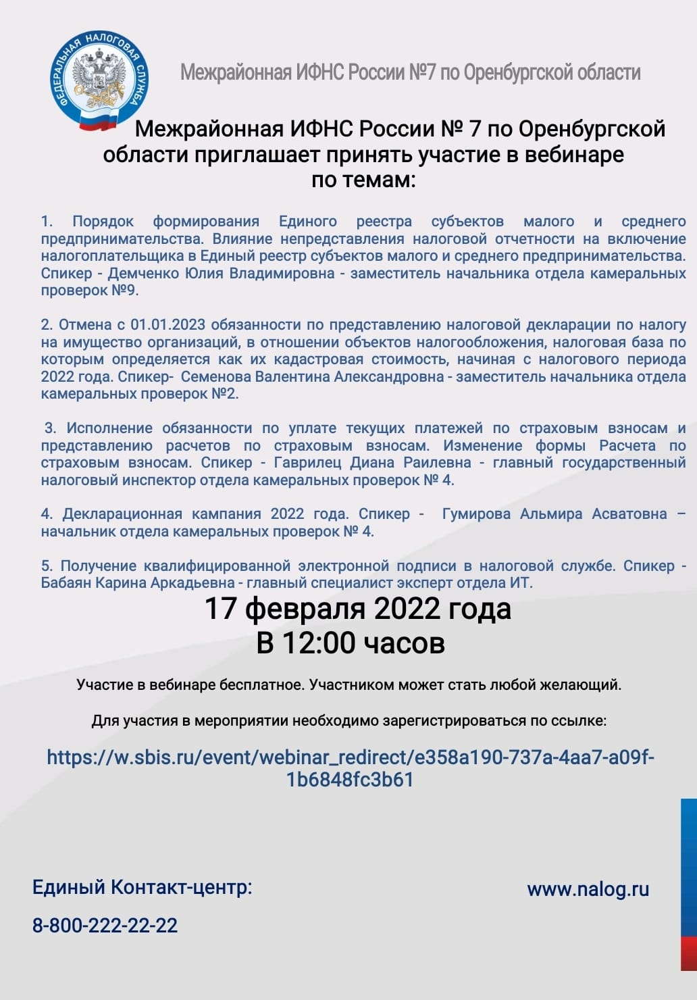 ФЕДЕРАЛЬНАЯ НАЛОГОВАЯ СЛУЖБА
Межрайонная ИФНС России №7 по Оренбургской области
Межрайонная ИФНС России № 7 по Оренбургской
области приглашает принять участие в вебинаре
по темам:
1. Порядок формирования Единого реестра субъектов малого и среднего
предпринимательства. Влияние непредставления налоговой отчетности на включение
налогоплательщика в Единый реестр субъектов малого и среднего предпринимательства.
Спикер - Демченко Юлия Владимировна - заместитель начальника отдела камеральных
проверок №9.
2. Отмена с 01.01.2023 обязанности по представлению налоговой декларации по налогу
на имущество организаций, в отношении объектов налогообложения, налоговая база по
которым определяется как их кадастровая стоимость, начиная с налогового периода
2022 года. Спикер- Семенова Валентина Александровна - заместитель начальника отдела
камеральных проверок №2.
3. Исполнение обязанности по уплате текущих платежей по страховым взносам и
представлению расчетов по страховым взносам. Изменение формы Расчета по
страховым взносам. Спикер - Гаврилец Диана Раилевна - главный государственный
налоговый инспектор отдела камеральных проверок № 4.
4. Декларационная кампания 2022 года. Спикер - Гумирова Альмира Асватовна –
начальник отдела камеральных проверок № 4.
5. Получение квалифицированной электронной подписи в налоговой службе. Спикер -
Бабаян Карина Аркадьевна - главный специалист эксперт отдела ИТ.
17 февраля 2022 года
В 12:00 часов
Участие в вебинаре бесплатное. Участником может стать любой желающий.
Для участия в мероприятии необходимо зарегистрироваться по ссылке:
https://w.sbis.ru/event/webinar_redirect/e358a190-737a-4aa7-a09f-
1b6848fc3b61
Единый Контакт-центр:
www.nalog.ru
8-800-222-22-22